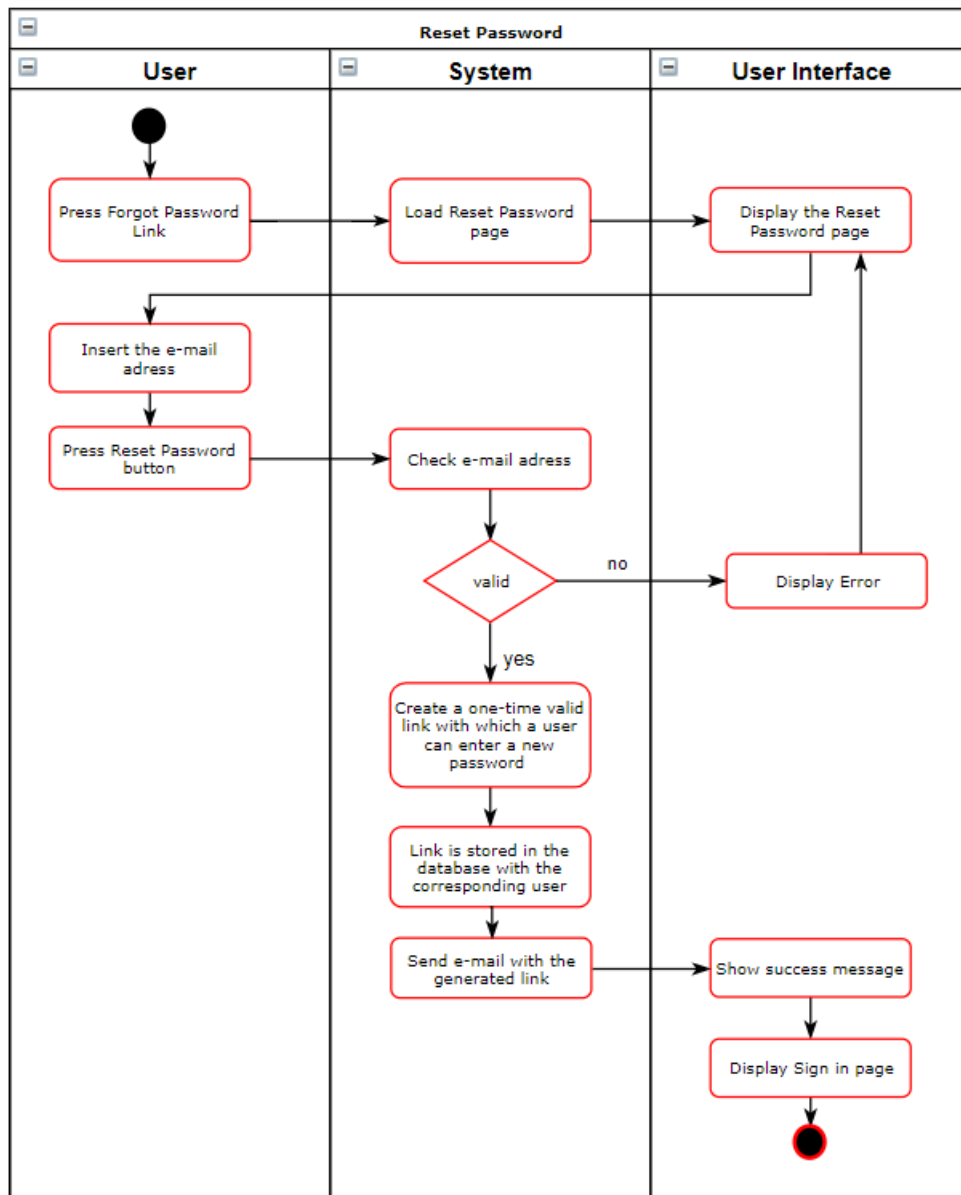 Reset Password
User
System
User Interface
Press Forgot Password
Link
Load Reset Password
page
Display the Reset
Password page
Insert the e-mail
adress
Press Reset Password
button
Check e-mail adress
valid
no
Display Error
yes
Create a one-time valid
link with which a user
can enter a new
password
Link is stored in the
database with the
corresponding user
Send e-mail with the
generated link
Show success message
Display Sign in page